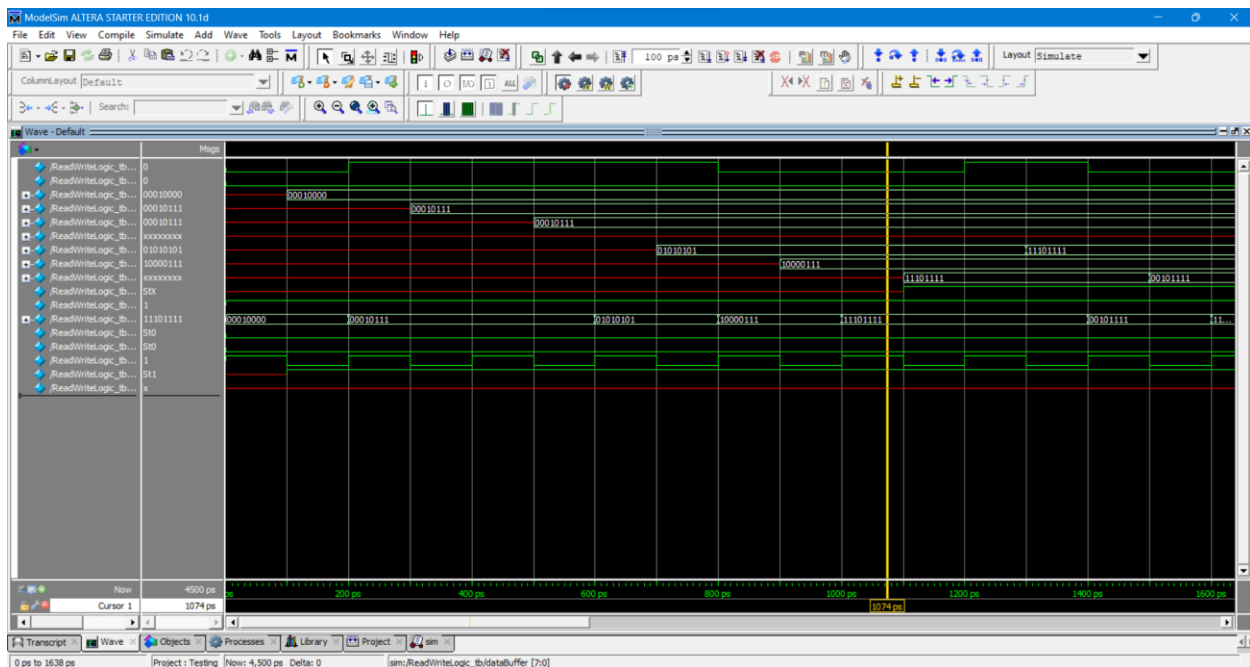 ModelSim ALTERA STARTER EDITION 10.1d
File Edit View Compile Simulate Add Wave Tools Layout Bookmarks Window Help
100 ps Layout Simulate
ColumnLayout Default
Search:
Wave - Default
Msgs
/ReadWriteLogic_tb... 0
/ReadWriteLogic_tb... 0
/ReadWriteLogic_tb... 00010000 00010000
/ReadWriteLogic_tb... 00010111 00010111
/ReadWriteLogic_tb... 00010111 00010111
/ReadWriteLogic_tb... xxxxxxxx
/ReadWriteLogic_tb... 01010101 01010101 11101111
/ReadWriteLogic_tb... 10000111 10000111
/ReadWriteLogic_tb... xxxxxxxx 11101111 00101111
/ReadWriteLogic_tb... StX
/ReadWriteLogic_tb... 1
/ReadWriteLogic_tb... 11101111 00010000 00010111 01010101 10000111 11101111 00101111 11...
/ReadWriteLogic_tb... St0
/ReadWriteLogic_tb... St0
/ReadWriteLogic_tb... 1
/ReadWriteLogic_tb... St1
/ReadWriteLogic_tb... x
Now 4500 ps ps 200 ps 400 ps 600 ps 800 ps 1000 ps 1200 ps 1400 ps 1600 ps
Cursor 1 1074 ps 1074 ps
Transcript Wave Objects Processes Library Project sim
0 ps to 1638 ps Project : Testing Now: 4,500 ps Delta: 0 sim:/ReadWriteLogic_tb/dataBuffer [7:0]